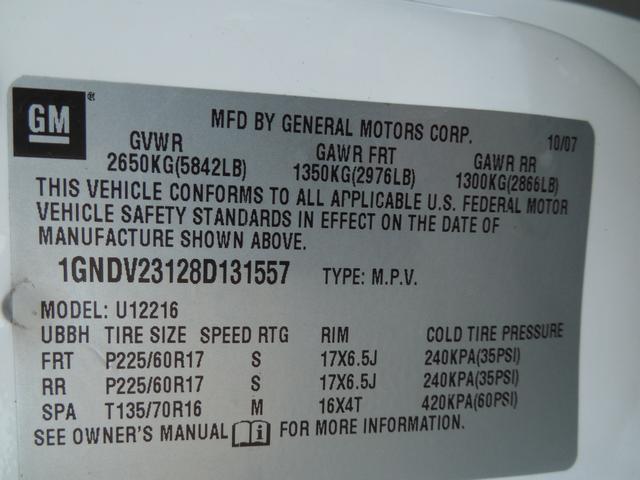 GM ®
MFD BY GENERAL MOTORS CORP. 10/07
GVWR GAWR FRT GAWR RR
2650KG(5842LB) 1350KG(2976LB) 1300KG(2866LB)
THIS VEHICLE CONFORMS TO ALL APPLICABLE U.S. FEDERAL MOTOR
VEHICLE SAFETY STANDARDS IN EFFECT ON THE DATE OF
MANUFACTURE SHOWN ABOVE.
1GNDV23128D131557 TYPE: M.P.V.
MODEL: U12216
UBBH TIRE SIZE SPEED RTG RIM COLD TIRE PRESSURE
FRT P225/60R17 S 17X6.5J 240KPA(35PSI)
RR P225/60R17 S 17X6.5J 240KPA(35PSI)
SPA T135/70R16 M 16X4T 420KPA(60PSI)
SEE OWNER'S MANUAL i FOR MORE INFORMATION.